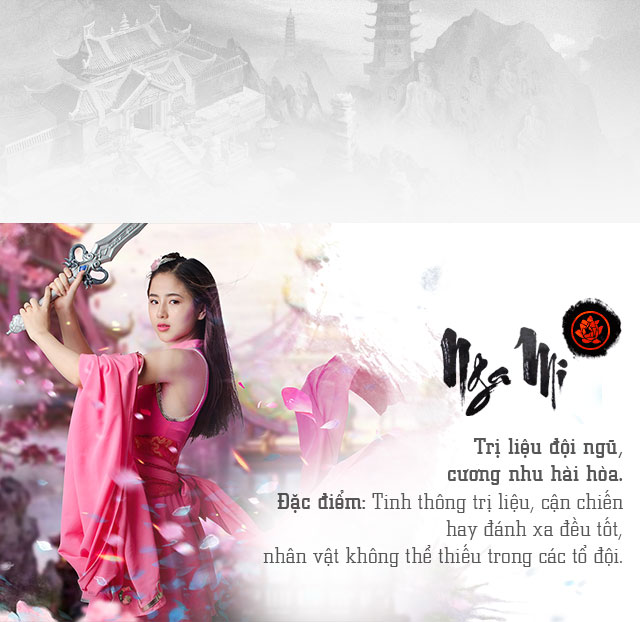 Nga Mi
Trị liệu đội ngũ,
cương nhu hài hòa.
Đặc điểm: Tinh thông trị liệu, cận chiến
hay đánh xa đều tốt,
nhân vật không thể thiếu trong các tổ đội.